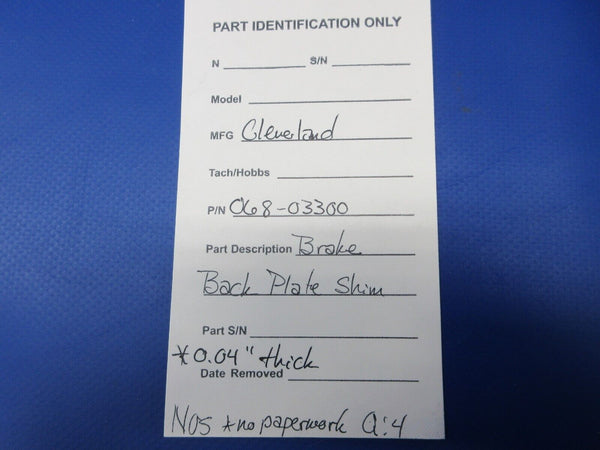 PART IDENTIFICATION ONLY
N S/N
Model
MFG Cleveland
Tach/Hobbs
P/N 068-03300
Part Description Brake
Back Plate Shim
Part S/N
*0.04" thick
Date Removed
NOS *no paperwork Q:4